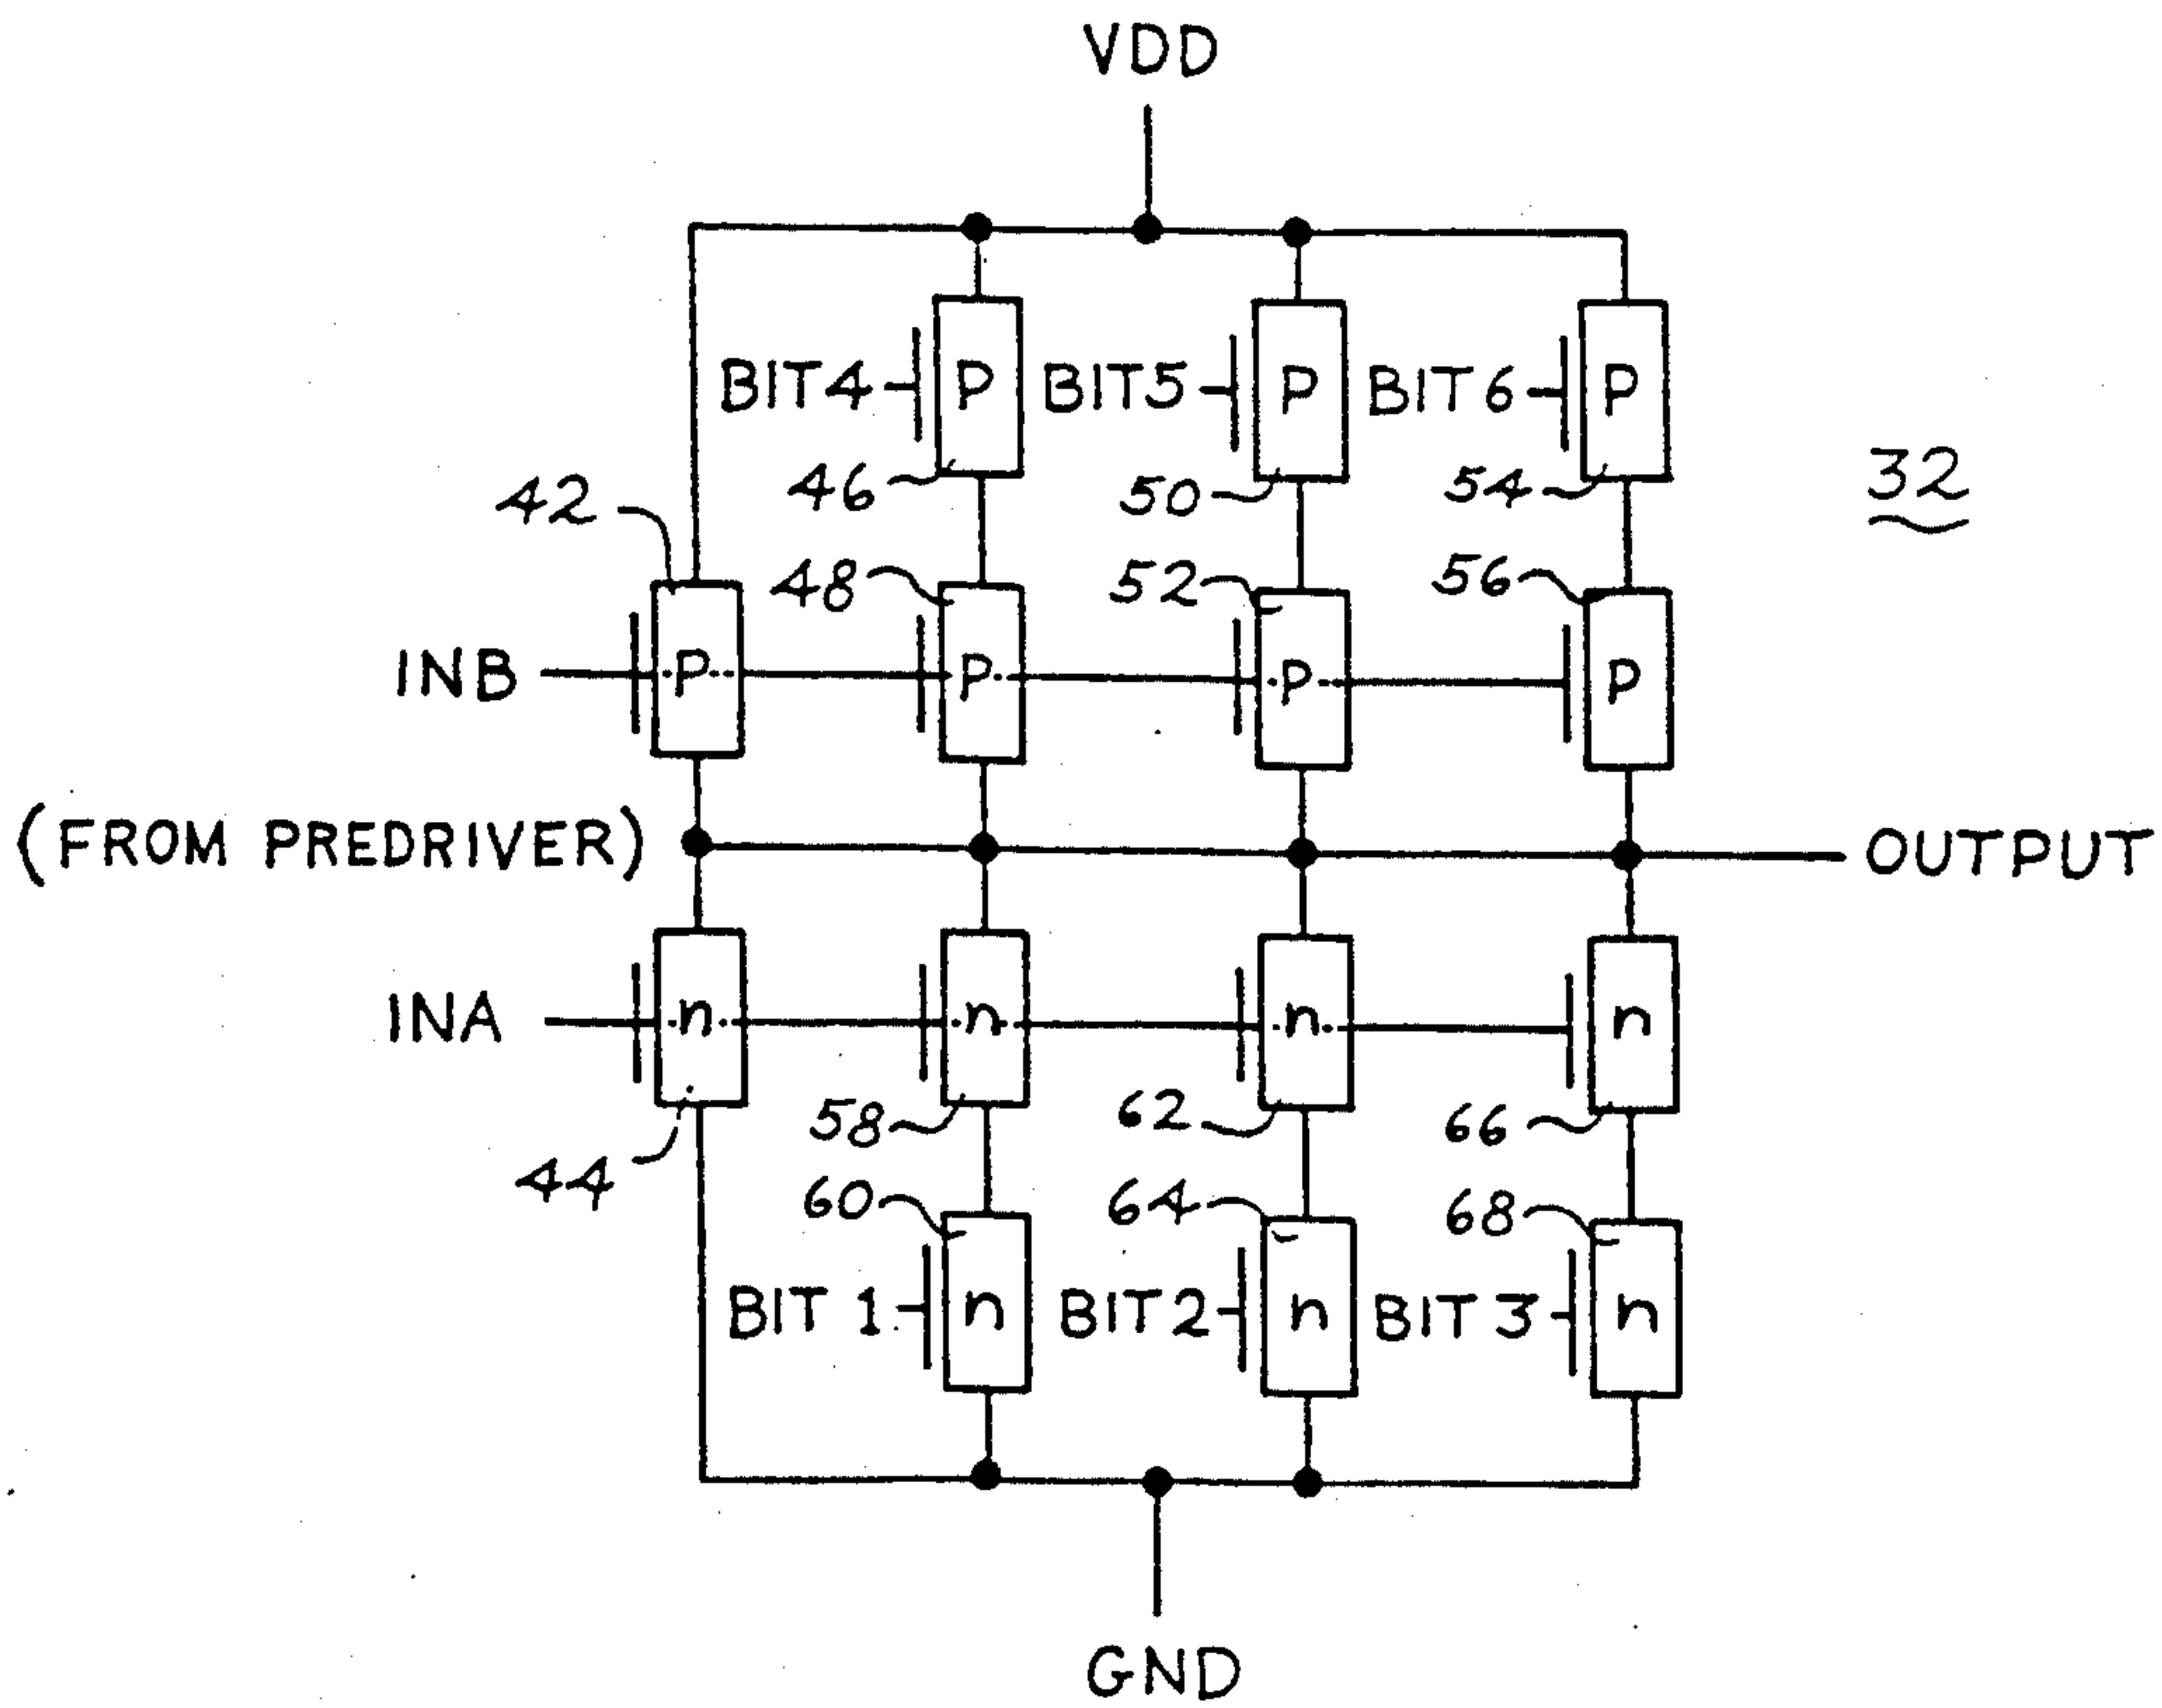 VDD
BIT4 P BIT5 P BIT6 P
46 50 54
42
32
48 52 56
INB P P P P
(FROM PREDRIVER)
OUTPUT
INA n n n n
58 62 66
44
60 64 68
BIT 1 n BIT2 n BIT 3 n
GND